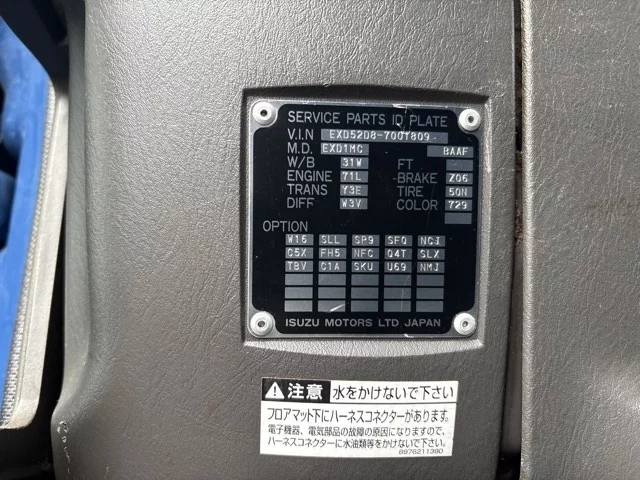 SERVICE PARTS ID PLATE
V.I.N EXD52D8-7001809
M.D. EXD1MC BAAF
W/B 31W FT
ENGINE 71L BRAKE Z06
TRANS Y3E TIRE 50N
DIFF W3V COLOR 729
OPTION
W16 SLL SP9 SFQ NCJ
C5X FH5 NFC Q4T SLX
TBV C1A SKU U69 NMJ
ISUZU MOTORS LTD JAPAN
注意 水をかけないで下さい
フロアマット下にハーネスコネクターがあります。
電子機器、電気部品の故障の原因になりますので、
ハーネスコネクターに水油類等をかけないで下さい。
8976211390